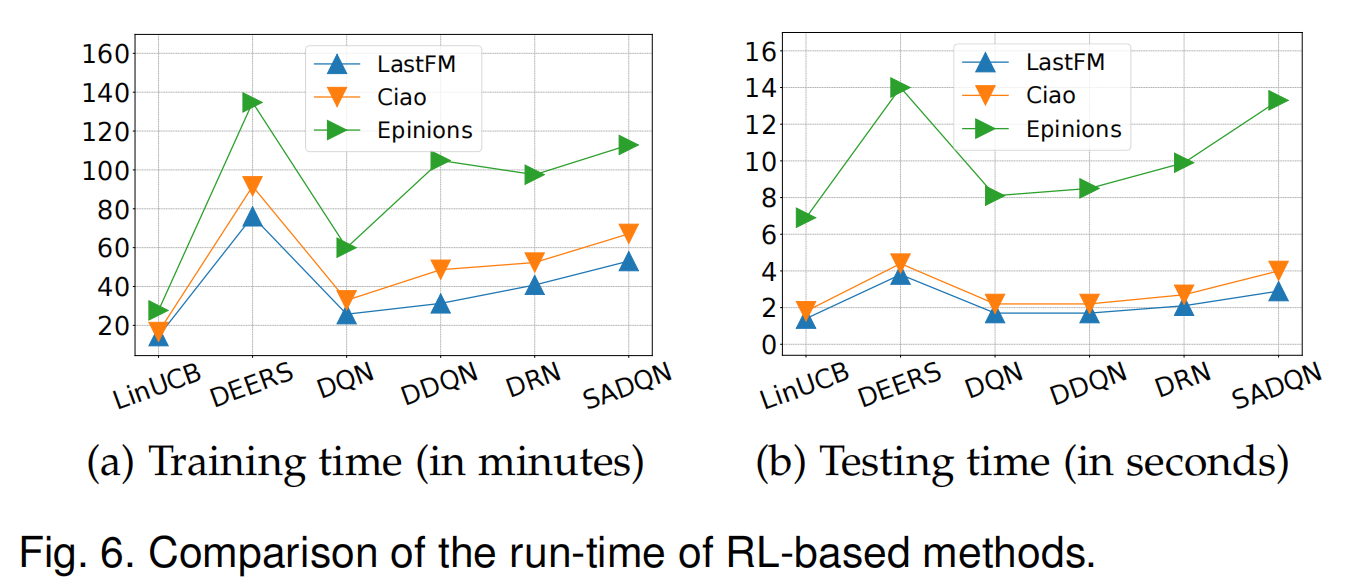 160
140
120
100
80
60
40
20
LastFM
Ciao
Epinions
LinUCB DEERS DQN DDQN DRN SADQN
(a) Training time (in minutes)
16
14
12
10
8
6
4
2
0
LastFM
Ciao
Epinions
LinUCB DEERS DQN DDQN DRN SADQN
(b) Testing time (in seconds)
Fig. 6. Comparison of the run-time of RL-based methods.